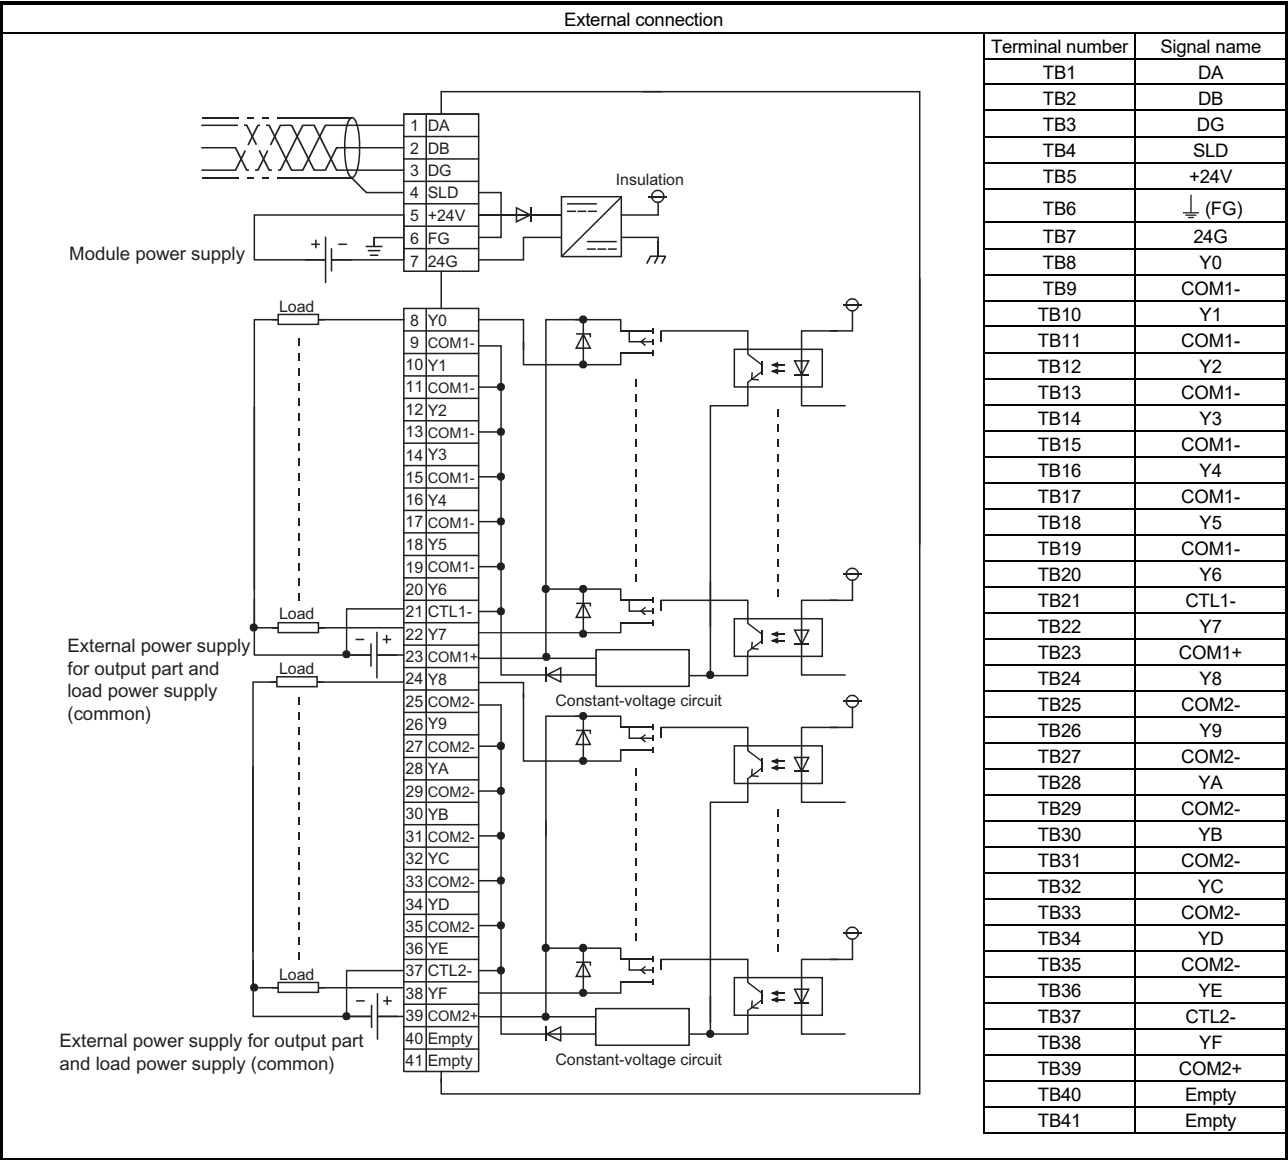 External connection
Terminal number Signal name
TB1 DA
TB2 DB
TB3 DG
TB4 SLD
TB5 +24V
TB6 ⏚ (FG)
TB7 24G
TB8 Y0
TB9 COM1-
TB10 Y1
TB11 COM1-
TB12 Y2
TB13 COM1-
TB14 Y3
TB15 COM1-
TB16 Y4
TB17 COM1-
TB18 Y5
TB19 COM1-
TB20 Y6
TB21 CTL1-
TB22 Y7
TB23 COM1+
TB24 Y8
TB25 COM2-
TB26 Y9
TB27 COM2-
TB28 YA
TB29 COM2-
TB30 YB
TB31 COM2-
TB32 YC
TB33 COM2-
TB34 YD
TB35 COM2-
TB36 YE
TB37 CTL2-
TB38 YF
TB39 COM2+
TB40 Empty
TB41 Empty
1 DA
2 DB
3 DG
4 SLD
5 +24V
6 FG
7 24G
Insulation
Module power supply
+ −
Load
8 Y0
9 COM1-
10 Y1
11 COM1-
12 Y2
13 COM1-
14 Y3
15 COM1-
16 Y4
17 COM1-
18 Y5
19 COM1-
20 Y6
21 CTL1-
22 Y7
23 COM1+
24 Y8
25 COM2-
26 Y9
27 COM2-
28 YA
29 COM2-
30 YB
31 COM2-
32 YC
33 COM2-
34 YD
35 COM2-
36 YE
37 CTL2-
38 YF
39 COM2+
40 Empty
41 Empty
Load
− +
External power supply
for output part and
load power supply
(common)
Load
Constant-voltage circuit
Load
− +
External power supply for output part
and load power supply (common)
Constant-voltage circuit